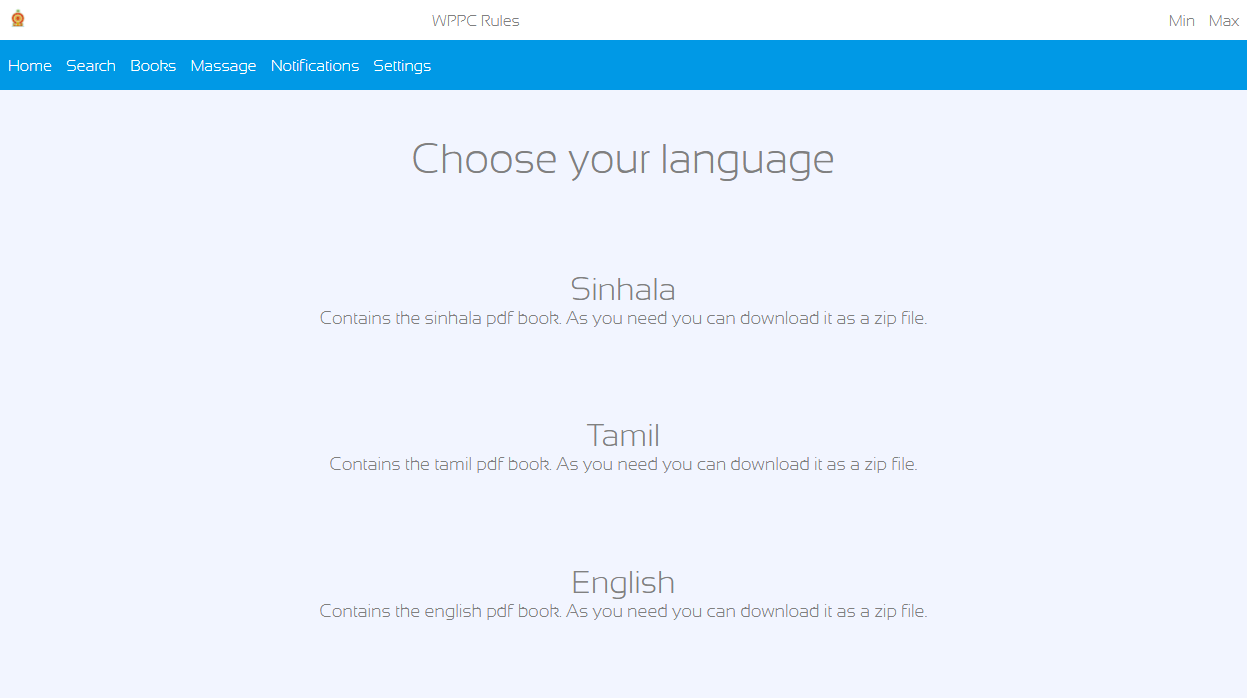 WPPC Rules
Min Max
Home Search Books Massage Notifications Settings
Choose your language
Sinhala
Contains the sinhala pdf book. As you need you can download it as a zip file.
Tamil
Contains the tamil pdf book. As you need you can download it as a zip file.
English
Contains the english pdf book. As you need you can download it as a zip file.